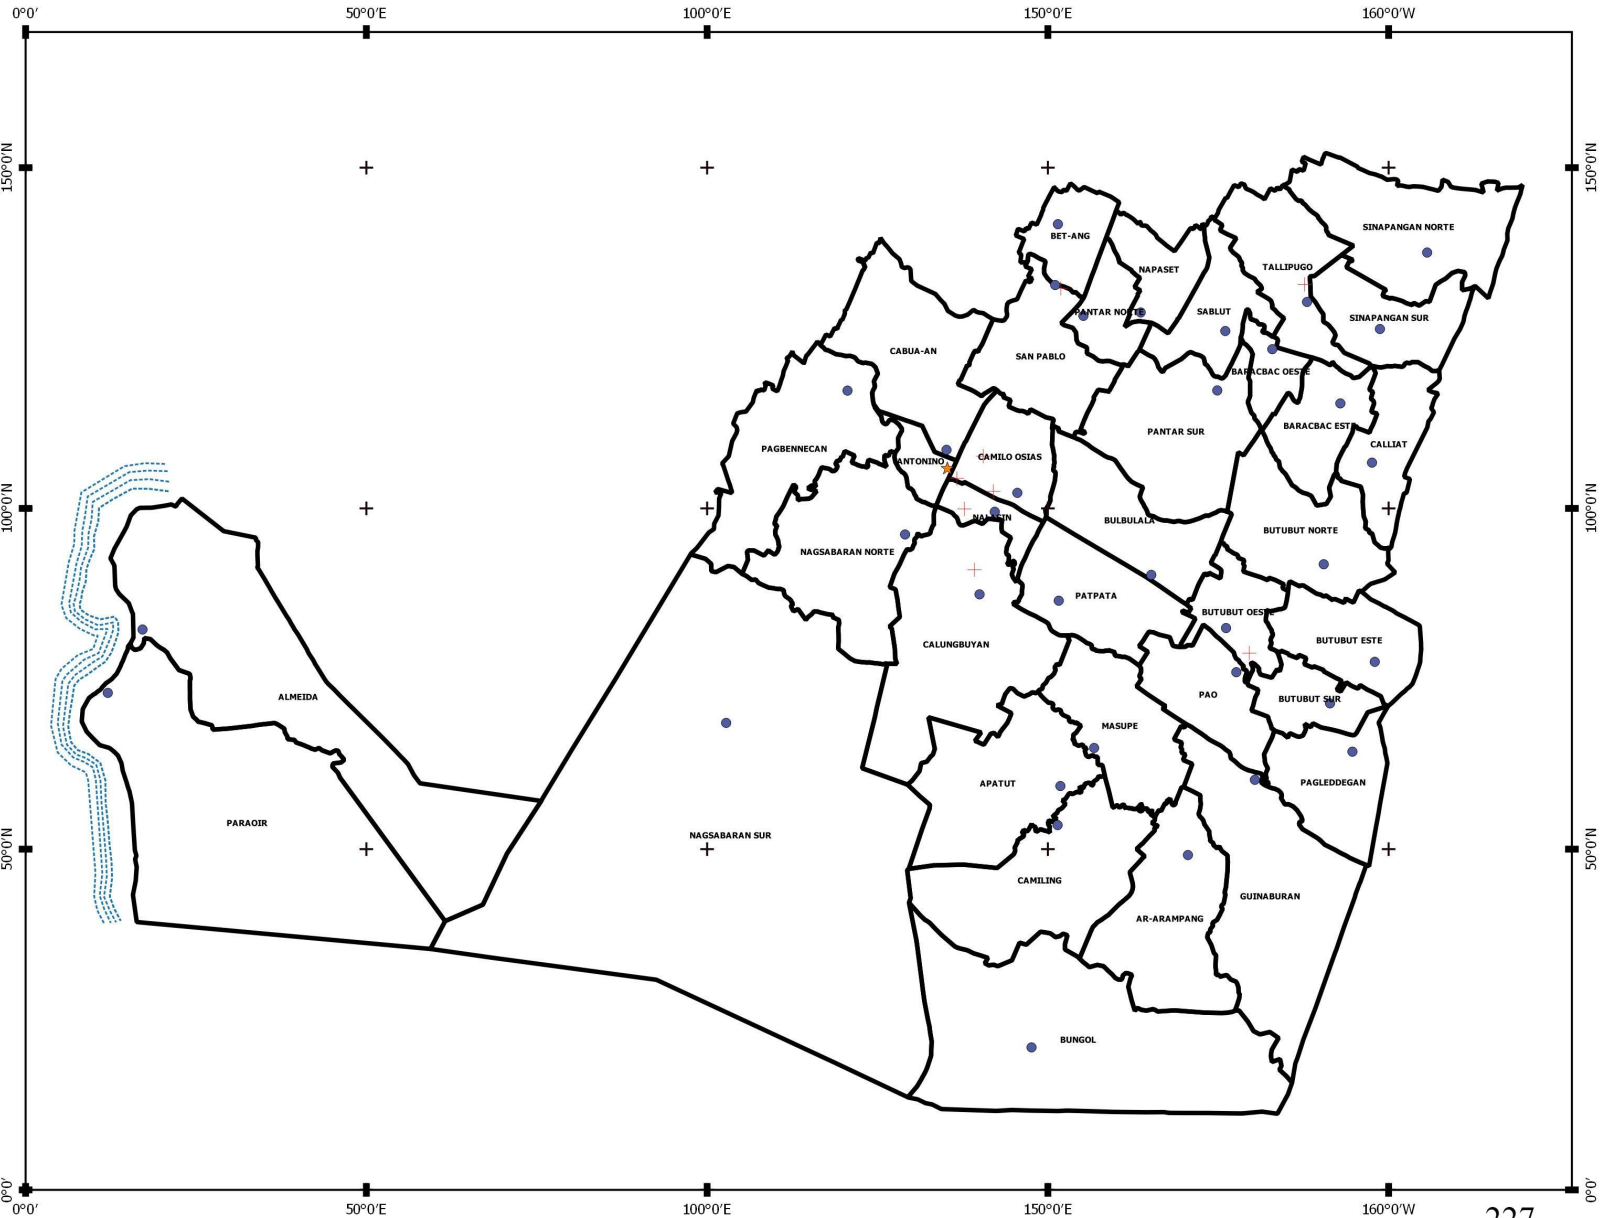 0°0′ 50°0′E 100°0′E 150°0′E 160°0′W
150°0′N 150°0′N
SINAPANGAN NORTE
BET-ANG
TALLIPUGO
NAPASET
PANTAR NORTE
SABLUT
SINAPANGAN SUR
CABUA-AN
SAN PABLO
BARACBAC OESTE
BARACBAC EST
PANTAR SUR
CALLIAT
PAGBENNECAN
CAMILO OSIAS
ANTONINO
100°0′N 100°0′N
NALASIN
BULBULALA
BUTUBUT NORTE
NAGSABARAN NORTE
PATPATA
BUTUBUT OESTE
BUTUBUT ESTE
CALUNGBUYAN
PAO
ALMEIDA
BUTUBUT SUR
MASUPE
APATUT
PAGLEDDEGAN
PARAOIR
NAGSABARAN SUR
50°0′N 50°0′N
CAMILING
GUINABURAN
AR-ARAMPANG
BUNGOL
0°0′ 0°0′
0°0′ 50°0′E 100°0′E 150°0′E 160°0′W
227